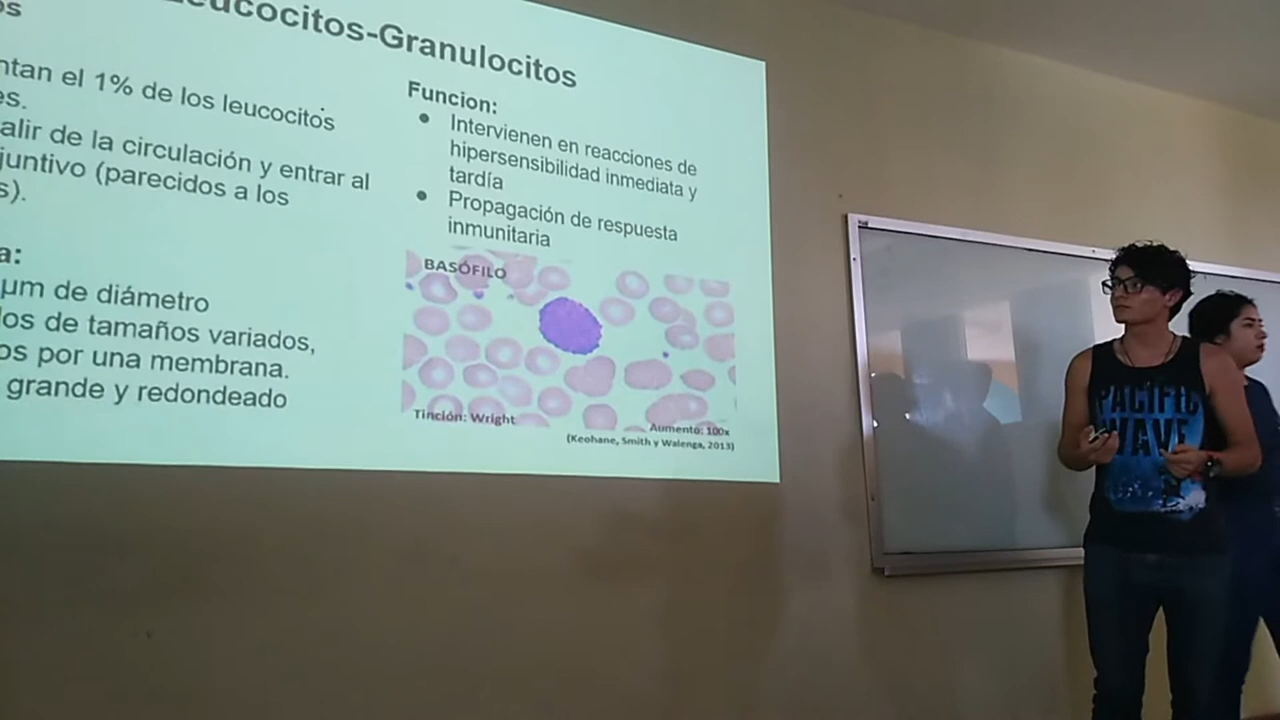 Leucocitos-Granulocitos
os
ntan el 1% de los leucocitos
es.
alir de la circulación y entrar al
juntivo (parecidos a los
s).
a:
µm de diámetro
los de tamaños variados,
os por una membrana.
grande y redondeado
Funcion:
Intervienen en reacciones de
hipersensibilidad inmediata y
tardía
Propagación de respuesta
inmunitaria
BASÓFILO
Tinción: Wright
Aumento: 100x
(Keohane, Smith y Walenga, 2013)
PACIFIC
WAVE